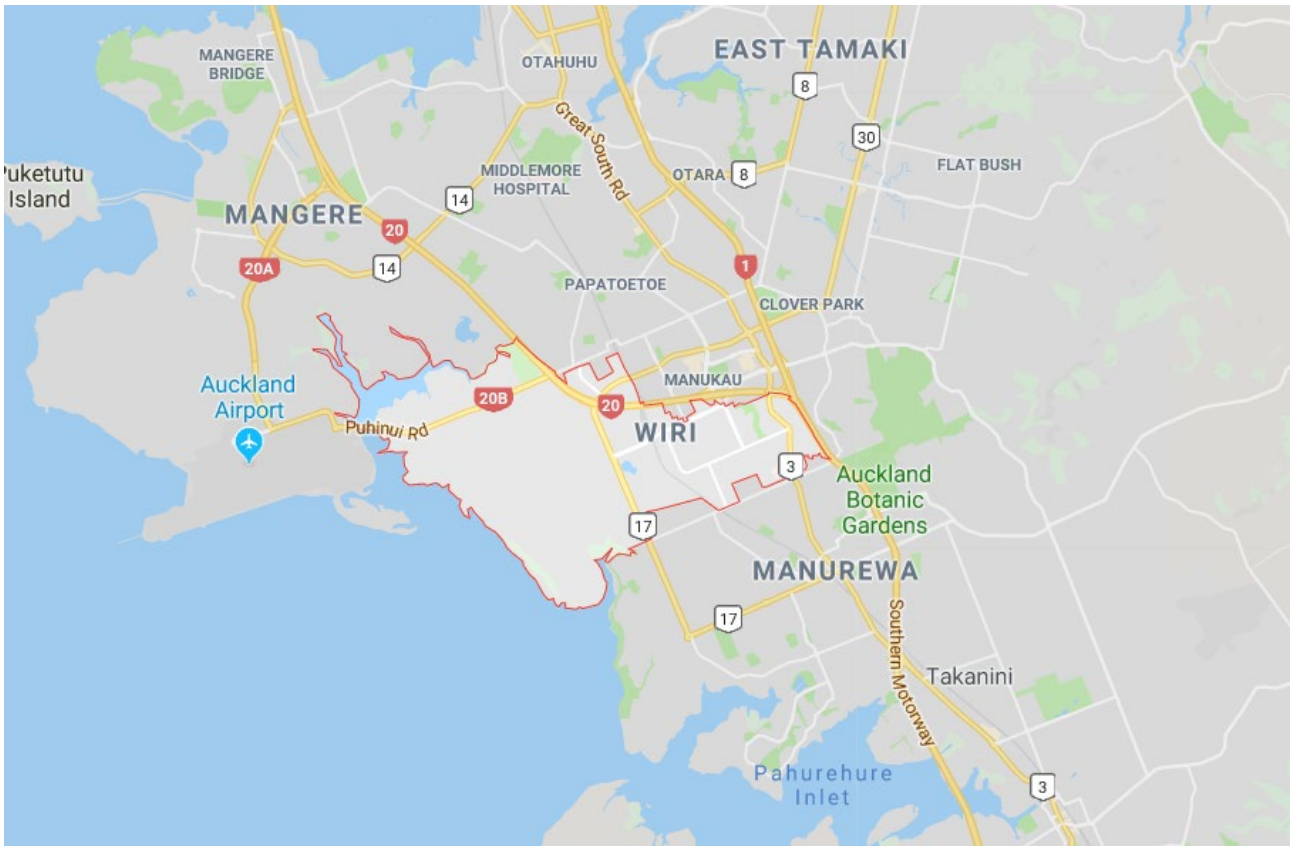 MANGERE
BRIDGE
OTAHUHU
EAST TAMAKI
8
30
Great South Rd
FLAT BUSH
MIDDLEMORE
HOSPITAL
OTARA
8
Puketutu
Island
14
MANGERE
20
20A
14
1
PAPATOETOE
CLOVER PARK
Auckland
Airport
MANUKAU
20B
20
Puhinui Rd
WIRI
3
Auckland
Botanic
Gardens
17
MANUREWA
17
Southern Motorway
Takanini
Pahurehure
Inlet
3